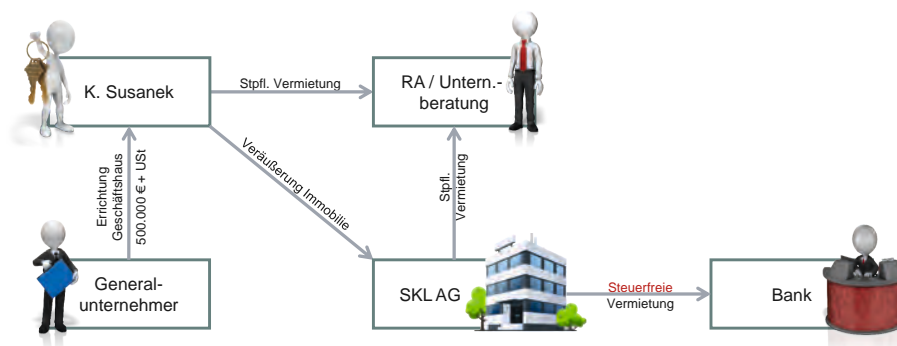 K. Susanek
Stpfl. Vermietung
RA / Untern.-
beratung
Errichtung
Geschäftshaus
500.000 € + USt
Veräußerung Immobilie
Stpfl.
Vermietung
General-
unternehmer
SKL AG
Steuerfreie
Vermietung
Bank